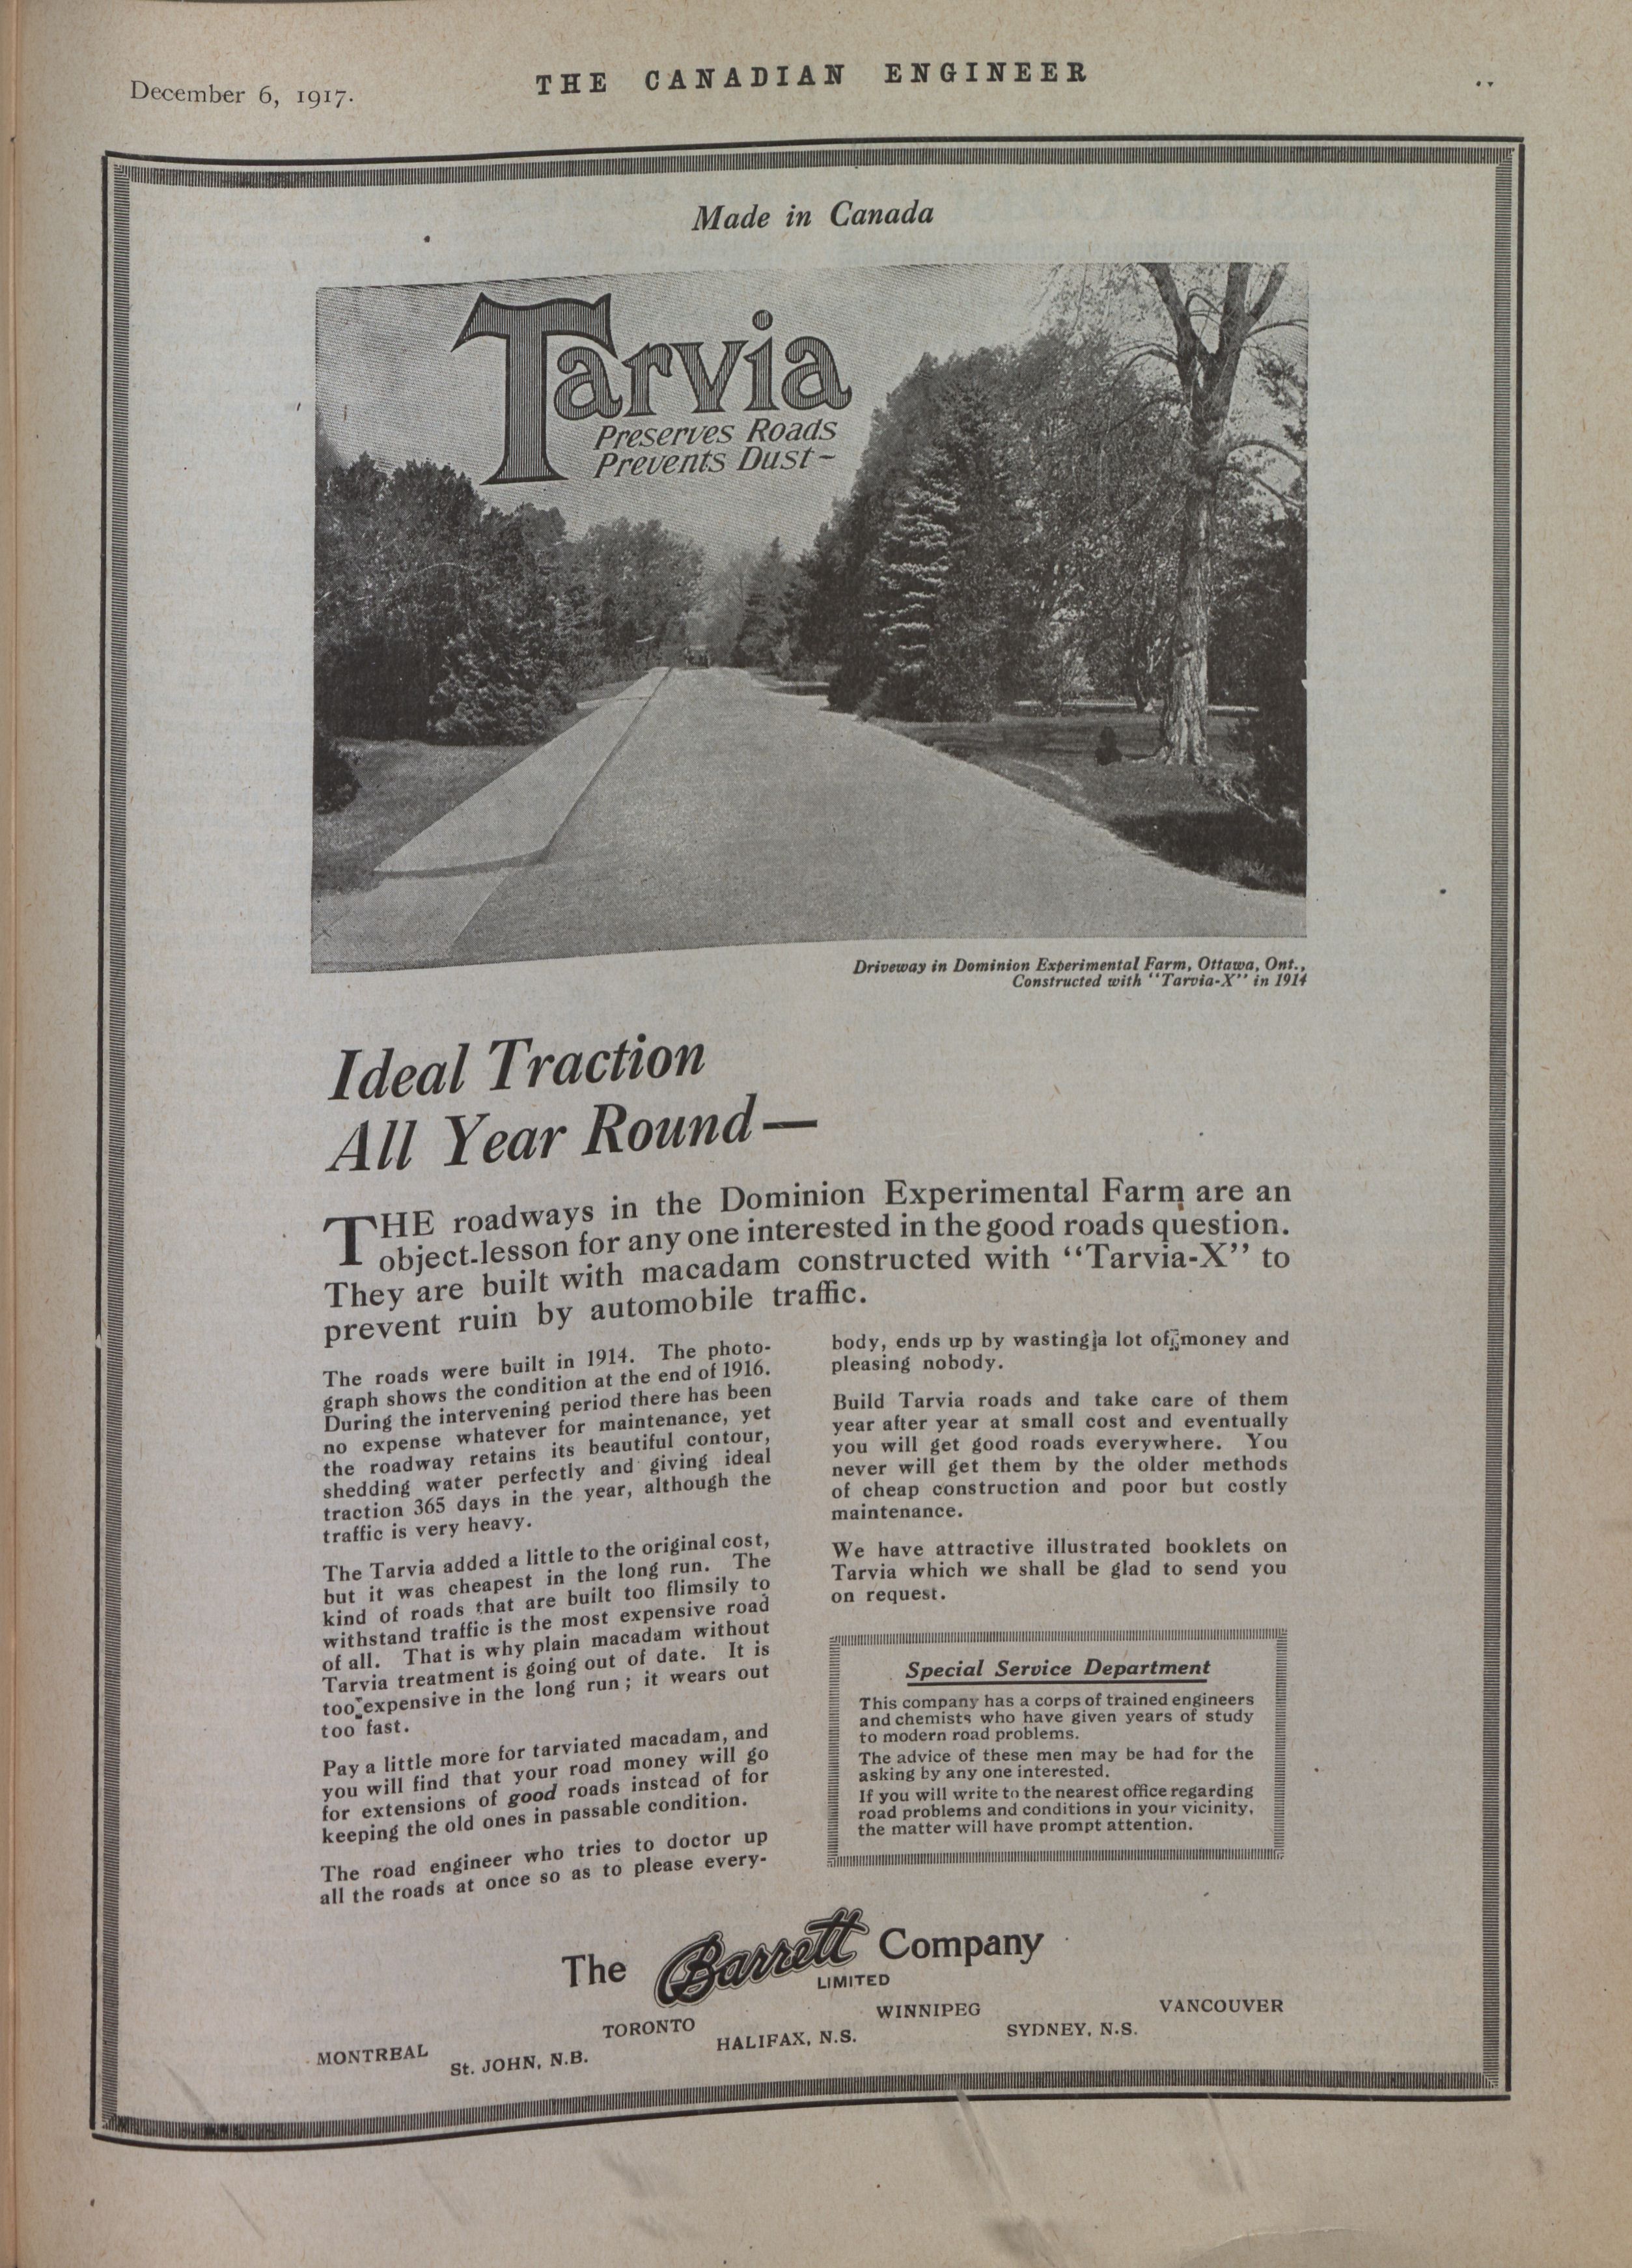 December 6, 1917.
THE CANADIAN ENGINEER
Made in Canada
Tarvia
Preserves Roads
Prevents Dust-
Driveway in Dominion Experimental Farm, Ottawa, Ont.,
Constructed with "Tarvia-X" in 1914
Ideal Traction
All Year Round—
THE roadways in the Dominion Experimental Farm are an
object-lesson for any one interested in the good roads question.
They are built with macadam constructed with "Tarvia-X" to
prevent ruin by automobile traffic.
The roads were built in 1914. The photo-
graph shows the condition at the end of 1916.
During the intervening period there has been
no expense whatever for maintenance, yet
the roadway retains its beautiful contour,
shedding water perfectly and giving ideal
traction 365 days in the year, although the
traffic is very heavy.
The Tarvia added a little to the original cost,
but it was cheapest in the long run. The
kind of roads that are built too flimsily to
withstand traffic is the most expensive road
of all. That is why plain macadam without
Tarvia treatment is going out of date. It is
too expensive in the long run; it wears out
too fast.
Pay a little more for tarviated macadam, and
you will find that your road money will go
for extensions of good roads instead of for
keeping the old ones in passable condition.
The road engineer who tries to doctor up
all the roads at once so as to please every-
body, ends up by wasting a lot of money and
pleasing nobody.
Build Tarvia roads and take care of them
year after year at small cost and eventually
you will get good roads everywhere. You
never will get them by the older methods
of cheap construction and poor but costly
maintenance.
We have attractive illustrated booklets on
Tarvia which we shall be glad to send you
on request.
Special Service Department
This company has a corps of trained engineers
and chemists who have given years of study
to modern road problems.
The advice of these men may be had for the
asking by any one interested.
If you will write to the nearest office regarding
road problems and conditions in your vicinity,
the matter will have prompt attention.
The Barrett Company
LIMITED
MONTREAL TORONTO WINNIPEG VANCOUVER
St. JOHN, N.B. HALIFAX, N.S. SYDNEY, N.S.